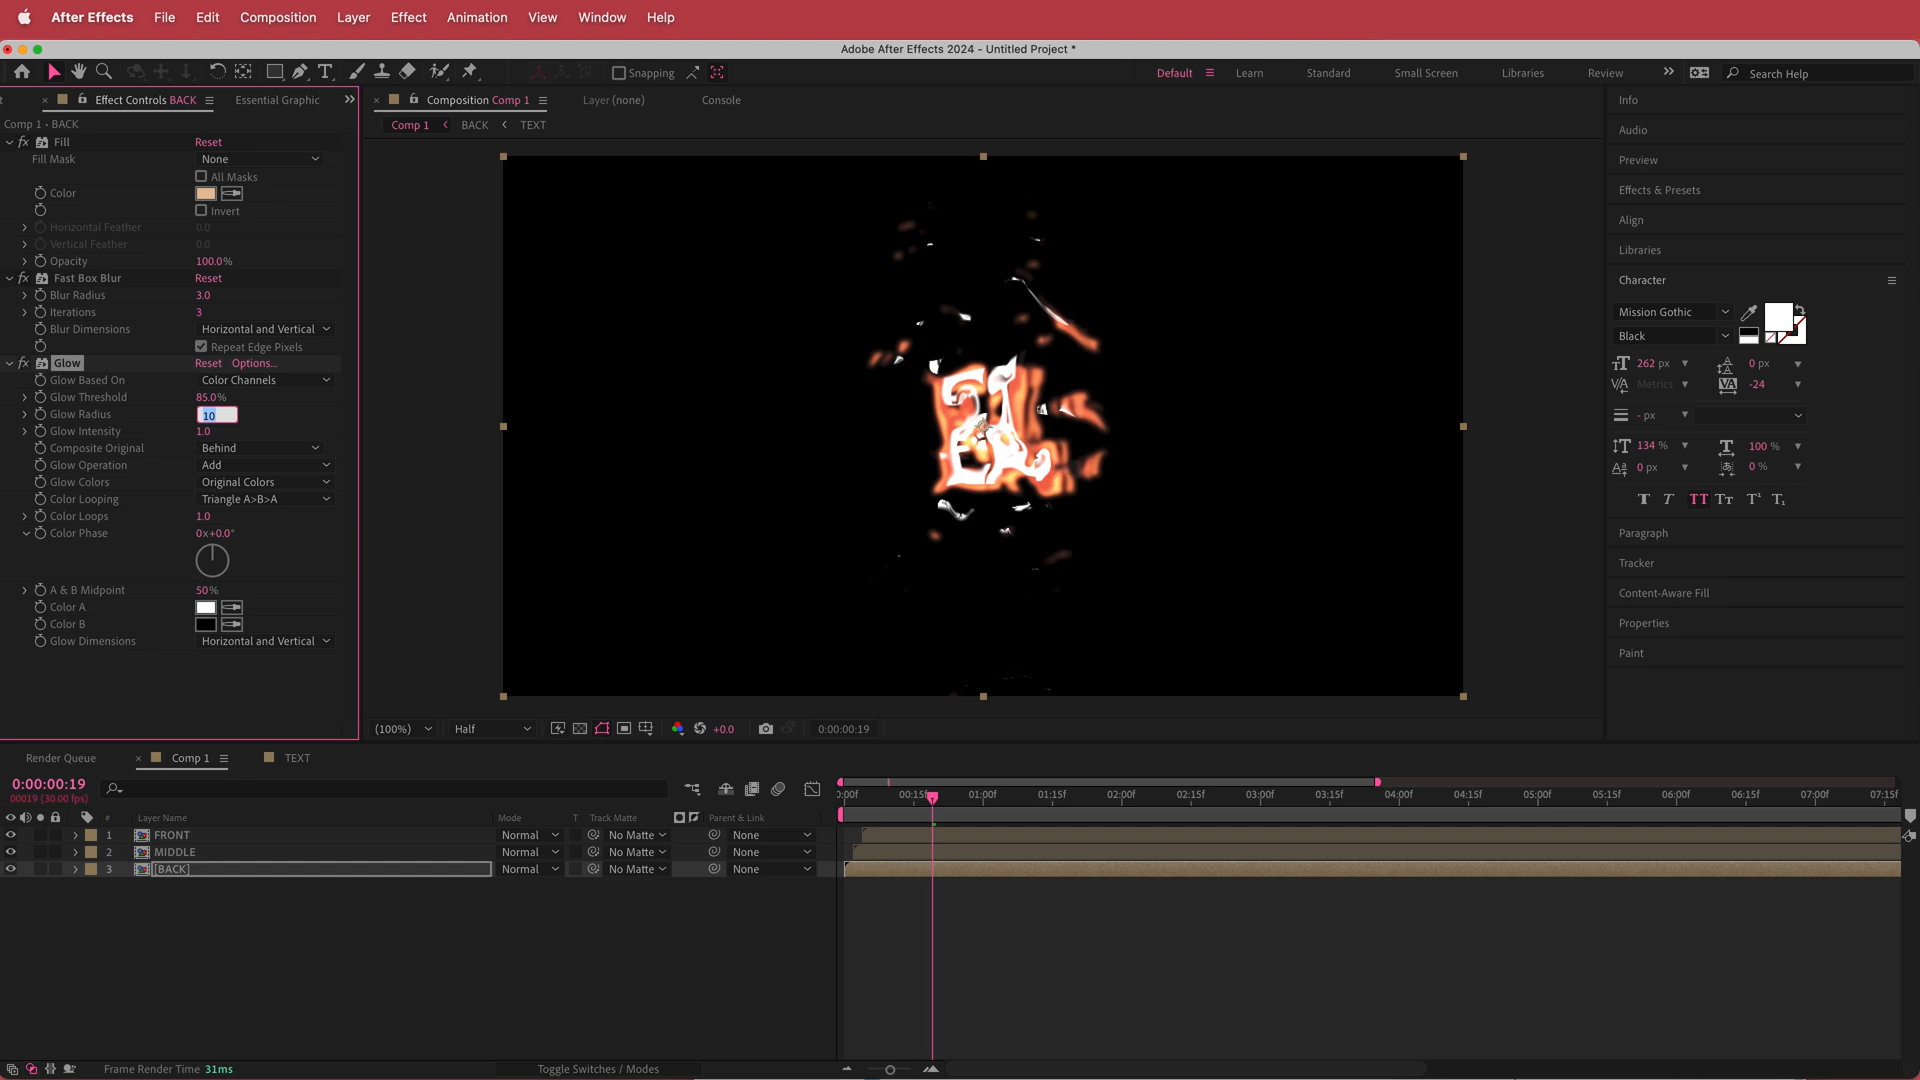 After Effects File Edit Composition Layer Effect Animation View Window Help
Adobe After Effects 2024 - Untitled Project *
Snapping Default Learn Standard Small Screen Libraries Review Search Help
Effect Controls BACK Essential Graphic
Comp 1 • BACK
Fill Reset
Fill Mask None
All Masks
Color
Invert
Horizontal Feather 0.0
Vertical Feather 0.0
Opacity 100.0%
Fast Box Blur Reset
Blur Radius 3.0
Iterations 3
Blur Dimensions Horizontal and Vertical
Repeat Edge Pixels
Glow Reset Options...
Glow Based On Color Channels
Glow Threshold 85.0%
Glow Radius 10
Glow Intensity 1.0
Composite Original Behind
Glow Operation Add
Glow Colors Original Colors
Color Looping Triangle A>B>A
Color Loops 1.0
Color Phase 0x+0.0°
A & B Midpoint 50%
Color A
Color B
Glow Dimensions Horizontal and Vertical
Composition Comp 1 Layer (none) Console
Comp 1 BACK TEXT
(100%) Half +0.0 0:00:00:19
Info
Audio
Preview
Effects & Presets
Align
Libraries
Character
Mission Gothic
Black
262 px 0 px
Metrics -24
- px
134 % 100 %
0 px 0 %
Paragraph
Tracker
Content-Aware Fill
Properties
Paint
Render Queue Comp 1 TEXT
0:00:00:19
00019 (30.00 fps)
:00f 00:15f 01:00f 01:15f 02:00f 02:15f 03:00f 03:15f 04:00f 04:15f 05:00f 05:15f 06:00f 06:15f 07:00f 07:15f
# Layer Name Mode T Track Matte Parent & Link
1 FRONT Normal No Matte None
2 MIDDLE Normal No Matte None
3 [BACK] Normal No Matte None
Frame Render Time 31ms Toggle Switches / Modes